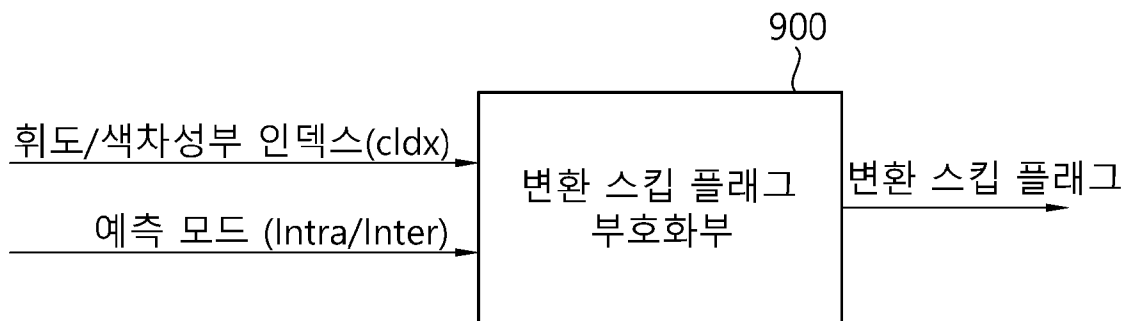 900
휘도/색차성부 인덱스(cIdx)
변환 스킵 플래그
부호화부
변환 스킵 플래그
예측 모드 (Intra/Inter)